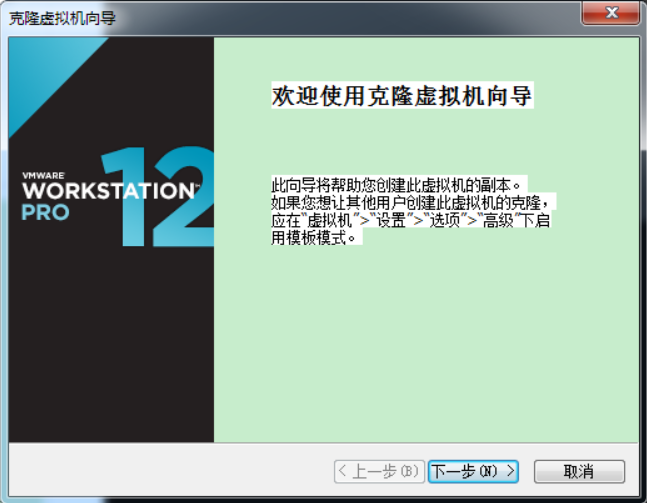 克隆虚拟机向导
VMWARE
WORKSTATION™
PRO
12
欢迎使用克隆虚拟机向导
此向导将帮助您创建此虚拟机的副本。
如果您想让其他用户创建此虚拟机的克隆，
应在“虚拟机”>“设置”>“选项”>“高级”下启
用模板模式。
< 上一步(B)
下一步(N) >
取消